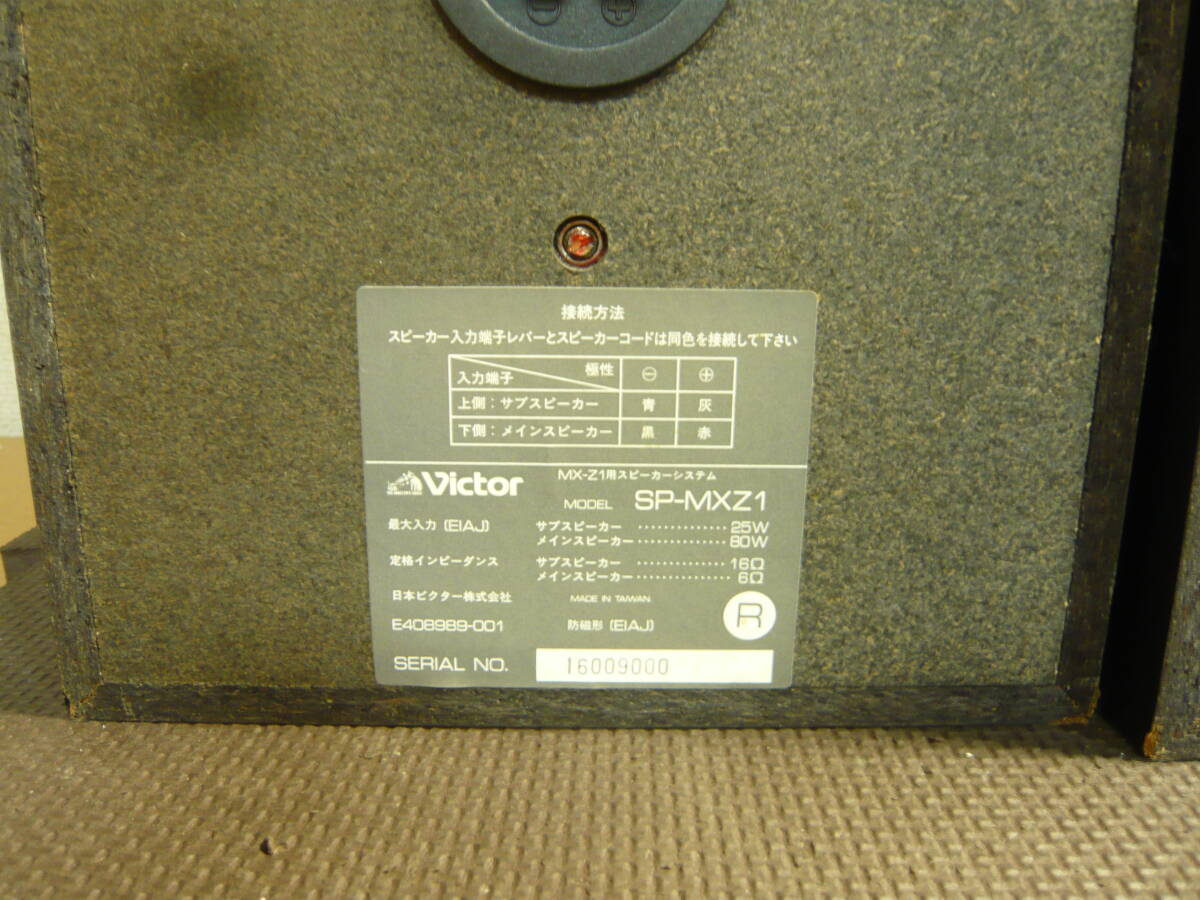 接続方法
スピーカー入力端子レバーとスピーカーコードは同色を接続して下さい
入力端子 極性 ⊖ ⊕
上側:サブスピーカー 青 灰
下側:メインスピーカー 黒 赤
Victor MX-Z1用スピーカーシステム
MODEL SP-MXZ1
最大入力 (EIAJ) サブスピーカー ·············· 25W
メインスピーカー ·············· 80W
定格インピーダンス サブスピーカー ·············· 16Ω
メインスピーカー ·············· 6Ω
日本ビクター株式会社 MADE IN TAIWAN.
R
E408989-001 防磁形 (EIAJ)
SERIAL NO. 16009000